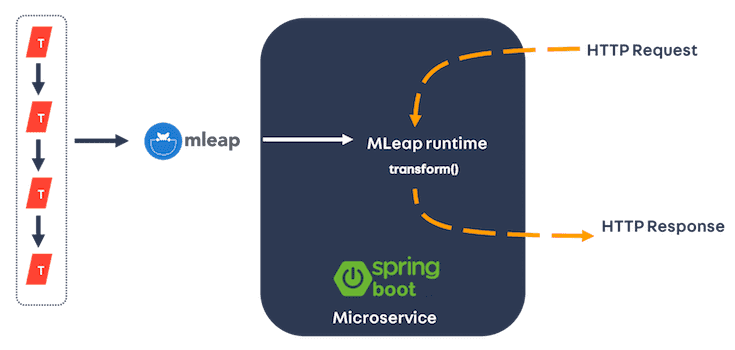 T
T
T
T
mleap
HTTP Request
MLeap runtime
transform()
HTTP Response
spring
boot
Microservice